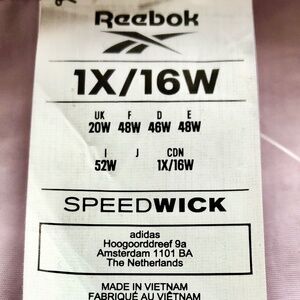 Reebok
1X/16W
UK F D E
20W 48W 46W 48W
I J CDN
52W 1X/16W
SPEEDWICK
adidas
Hoogoorddreef 9a
Amsterdam 1101 BA
The Netherlands
MADE IN VIETNAM
FABRIQUÉ AU VIÊTNAM